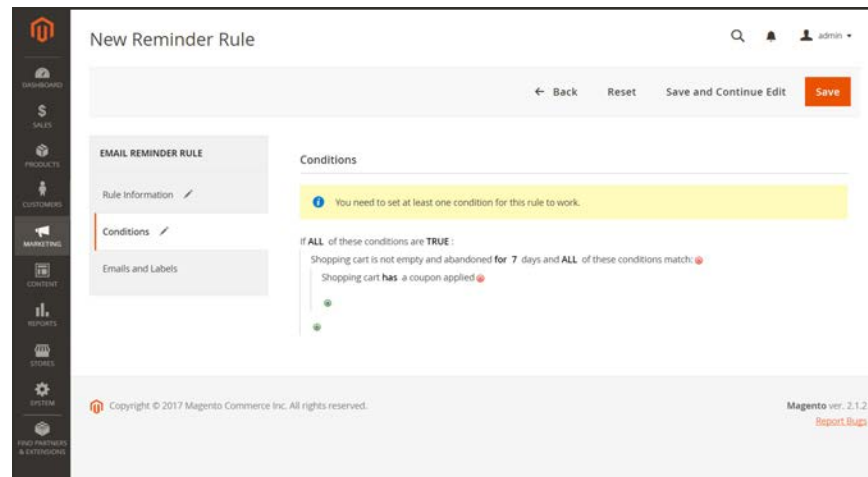 New Reminder Rule
admin
← Back Reset Save and Continue Edit Save
DASHBOARD
SALES
PRODUCTS
CUSTOMERS
MARKETING
CONTENT
REPORTS
STORES
SYSTEM
FIND PARTNERS
& EXTENSIONS
EMAIL REMINDER RULE
Rule Information
Conditions
Emails and Labels
Conditions
You need to set at least one condition for this rule to work.
If ALL of these conditions are TRUE :
Shopping cart is not empty and abandoned for 7 days and ALL of these conditions match:
Shopping cart has a coupon applied
Copyright © 2017 Magento Commerce Inc. All rights reserved.
Magento ver. 2.1.2
Report Bugs